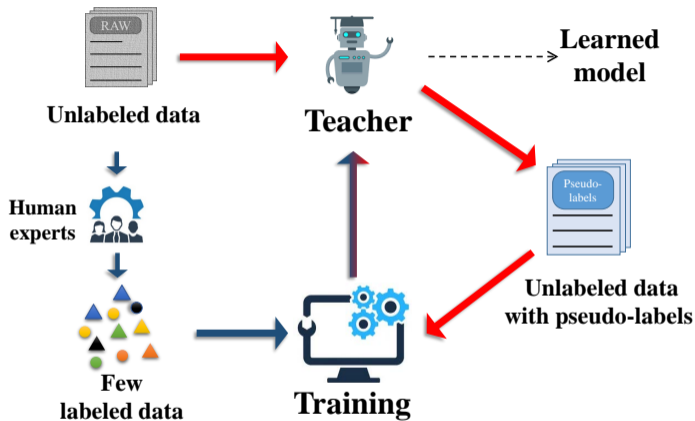 RAW
Unlabeled data
Teacher
Learned
model
Human
experts
Pseudo-
labels
Unlabeled data
with pseudo-labels
Few
labeled data
Training